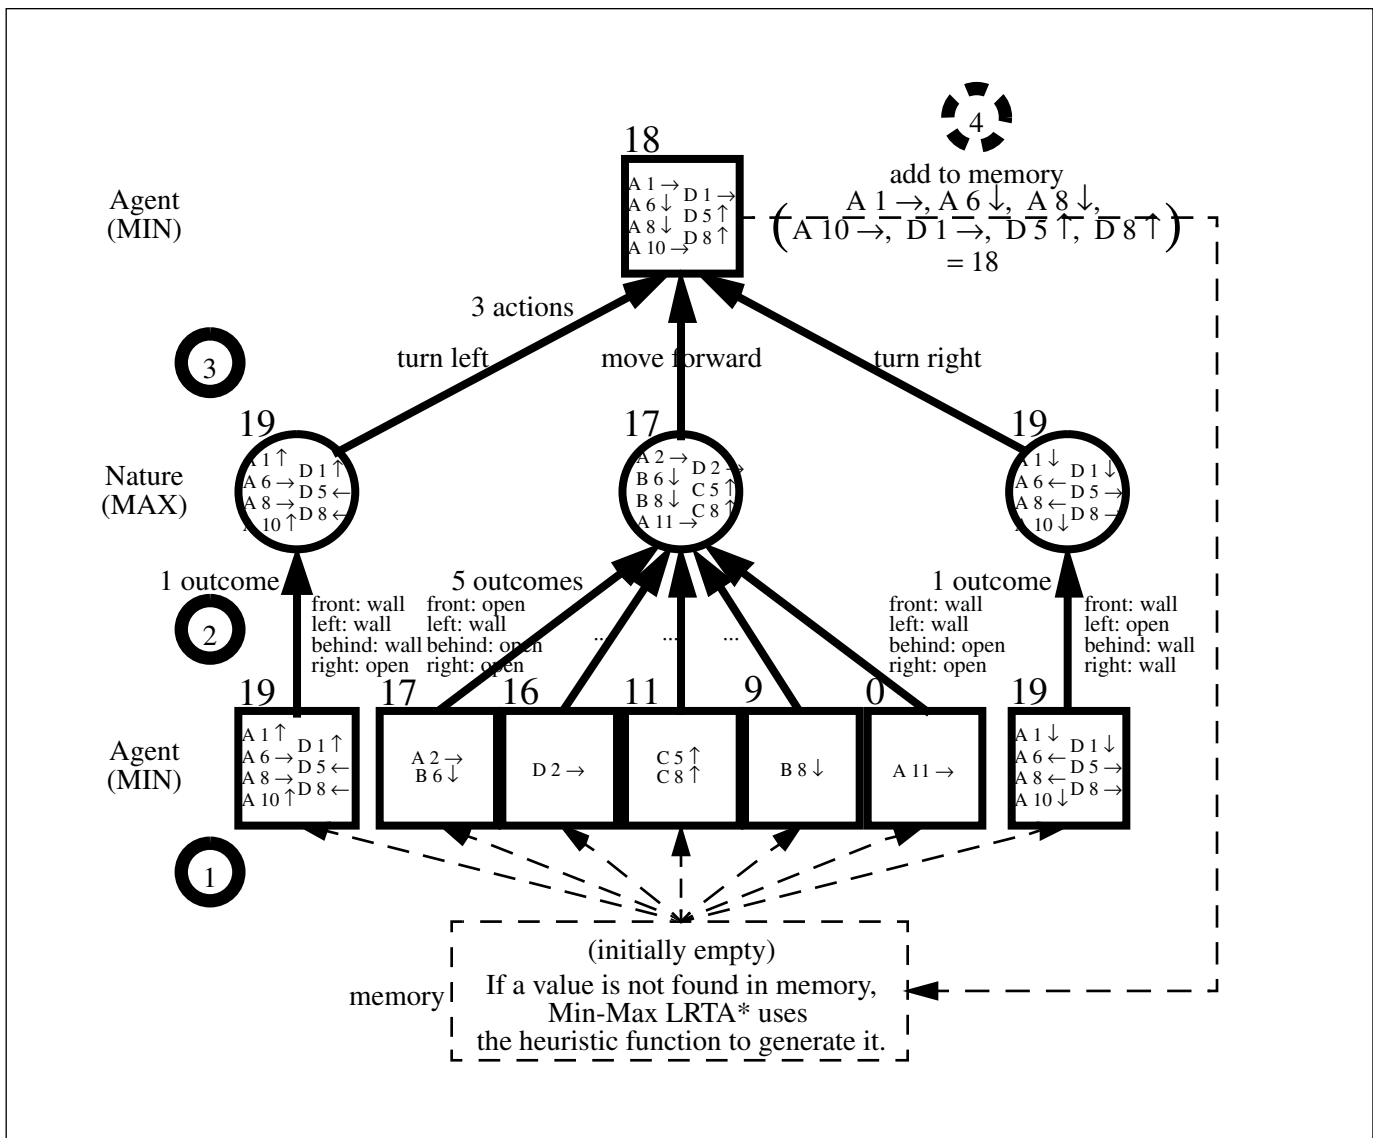 4
18
add to memory
Agent
(MIN)
A 1 →
A 6 ↓
A 8 ↓
A 10 →
D 1 →
D 5 ↑
D 8 ↑
( A 1 →, A 6 ↓, A 8 ↓,
A 10 →, D 1 →, D 5 ↑, D 8 ↑ )
= 18
3 actions
3
turn left
move forward
turn right
19
17
19
Nature
(MAX)
A 1 ↑
A 6 →
A 8 →
A 10 ↑
D 1 ↑
D 5 ←
D 8 ←
A 2 →
B 6 ↓
B 8 ↓
A 11 →
D 2 →
C 5 ↑
C 8 ↑
A 1 ↓
A 6 ←
A 8 ←
A 10 ↓
D 1 ↓
D 5 →
D 8 →
1 outcome
5 outcomes
1 outcome
2
front: wall
left: wall
behind: wall
right: open
front: open
left: wall
behind: open
right: open
...
...
...
front: wall
left: wall
behind: open
right: open
front: wall
left: open
behind: wall
right: wall
19
17
16
11
9
0
19
Agent
(MIN)
A 1 ↑
A 6 →
A 8 →
A 10 ↑
D 1 ↑
D 5 ←
D 8 ←
A 2 →
B 6 ↓
D 2 →
C 5 ↑
C 8 ↑
B 8 ↓
A 11 →
A 1 ↓
A 6 ←
A 8 ←
A 10 ↓
D 1 ↓
D 5 →
D 8 →
1
memory
(initially empty)
If a value is not found in memory,
Min-Max LRTA* uses
the heuristic function to generate it.